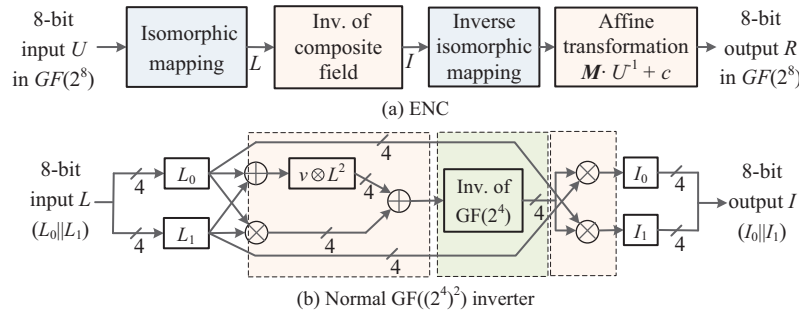 8-bit
input U
in GF(2⁸)
Isomorphic
mapping
L
Inv. of
composite
field
I
Inverse
isomorphic
mapping
Affine
transformation
M· U⁻¹ + c
8-bit
output R
in GF(2⁸)
(a) ENC
8-bit
input L
(L₀||L₁)
4
4
L₀
L₁
ν⊗L²
4
4
4
4
Inv. of
GF(2⁴)
4
I₀
I₁
4
4
8-bit
output I
(I₀||I₁)
(b) Normal GF((2⁴)²) inverter